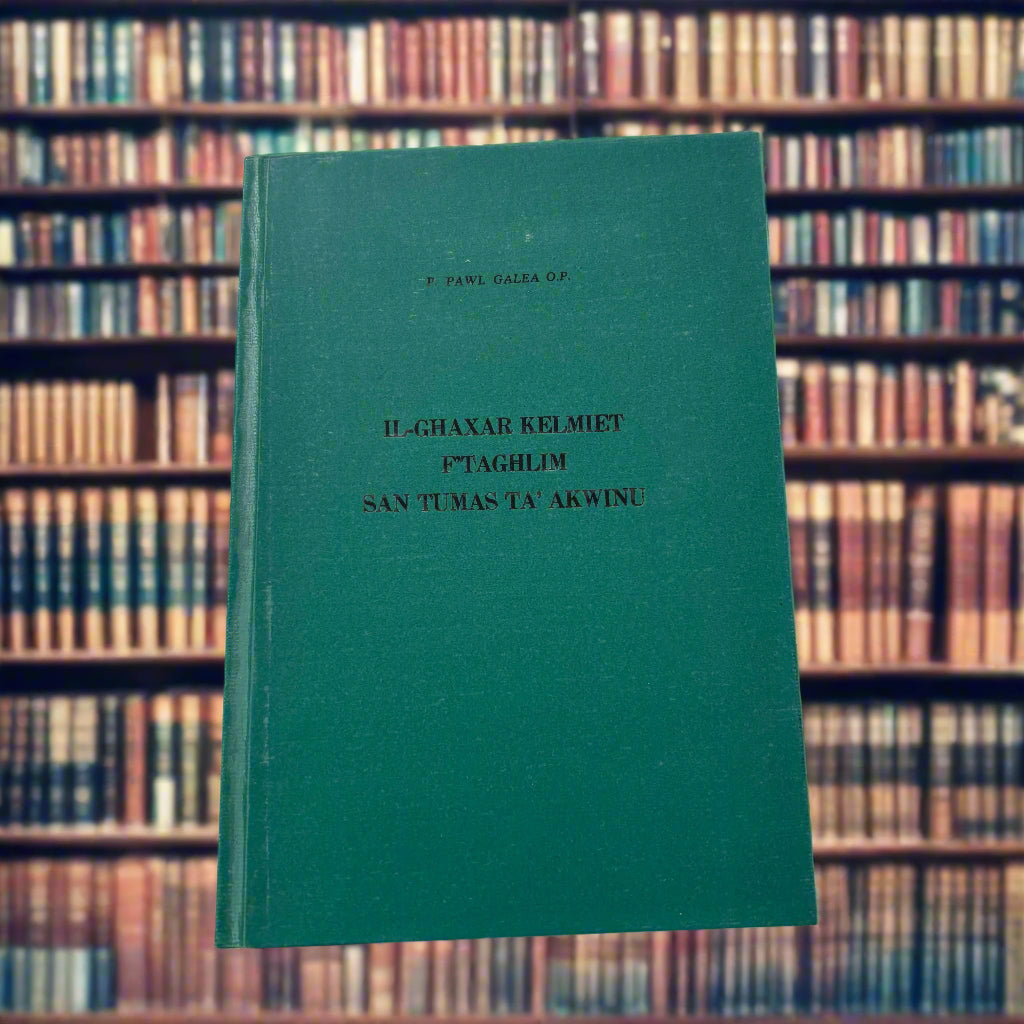 P. PAWL GALEA O.P.
IL-GHAXAR KELMIET
F'TAGHLIM
SAN TUMAS TA' AKWINU